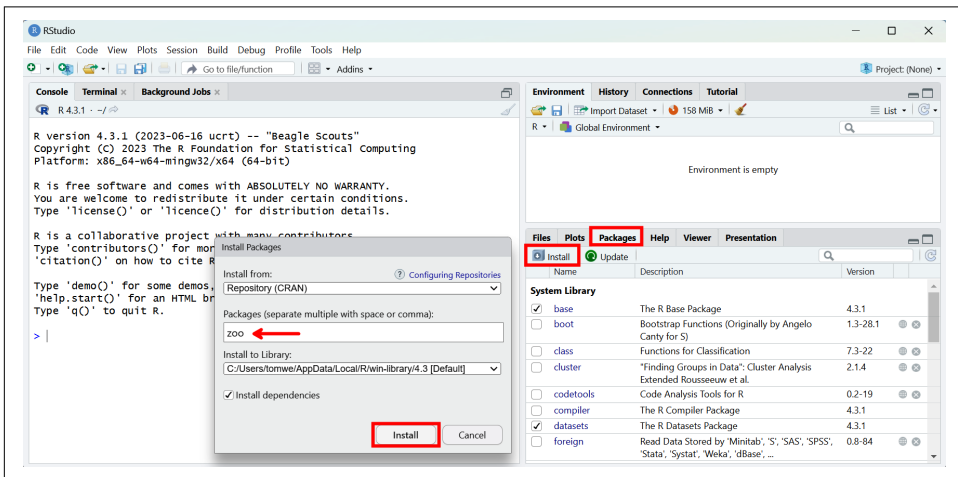 RStudio
File Edit Code View Plots Session Build Debug Profile Tools Help
Go to file/function Addins Project: (None)
Console Terminal Background Jobs
R 4.3.1 · ~/
R version 4.3.1 (2023-06-16 ucrt) -- "Beagle Scouts"
Copyright (C) 2023 The R Foundation for Statistical Computing
Platform: x86_64-w64-mingw32/x64 (64-bit)
R is free software and comes with ABSOLUTELY NO WARRANTY.
You are welcome to redistribute it under certain conditions.
Type 'license()' or 'licence()' for distribution details.
R is a collaborative project with many contributors.
Type 'contributors()' for mor
'citation()' on how to cite R
Type 'demo()' for some demos,
'help.start()' for an HTML br
Type 'q()' to quit R.
>
Install Packages
Install from: Configuring Repositories
Repository (CRAN)
Packages (separate multiple with space or comma):
zoo
Install to Library:
C:/Users/tomwe/AppData/Local/R/win-library/4.3 [Default]
Install dependencies
Install Cancel
Environment History Connections Tutorial
Import Dataset 158 MiB List
R Global Environment
Environment is empty
Files Plots Packages Help Viewer Presentation
Install Update
Name Description Version
System Library
base The R Base Package 4.3.1
boot Bootstrap Functions (Originally by Angelo 1.3-28.1
Canty for S)
class Functions for Classification 7.3-22
cluster "Finding Groups in Data": Cluster Analysis 2.1.4
Extended Rousseeuw et al.
codetools Code Analysis Tools for R 0.2-19
compiler The R Compiler Package 4.3.1
datasets The R Datasets Package 4.3.1
foreign Read Data Stored by 'Minitab', 'S', 'SAS', 'SPSS', 0.8-84
'Stata', 'Systat', 'Weka', 'dBase', ...